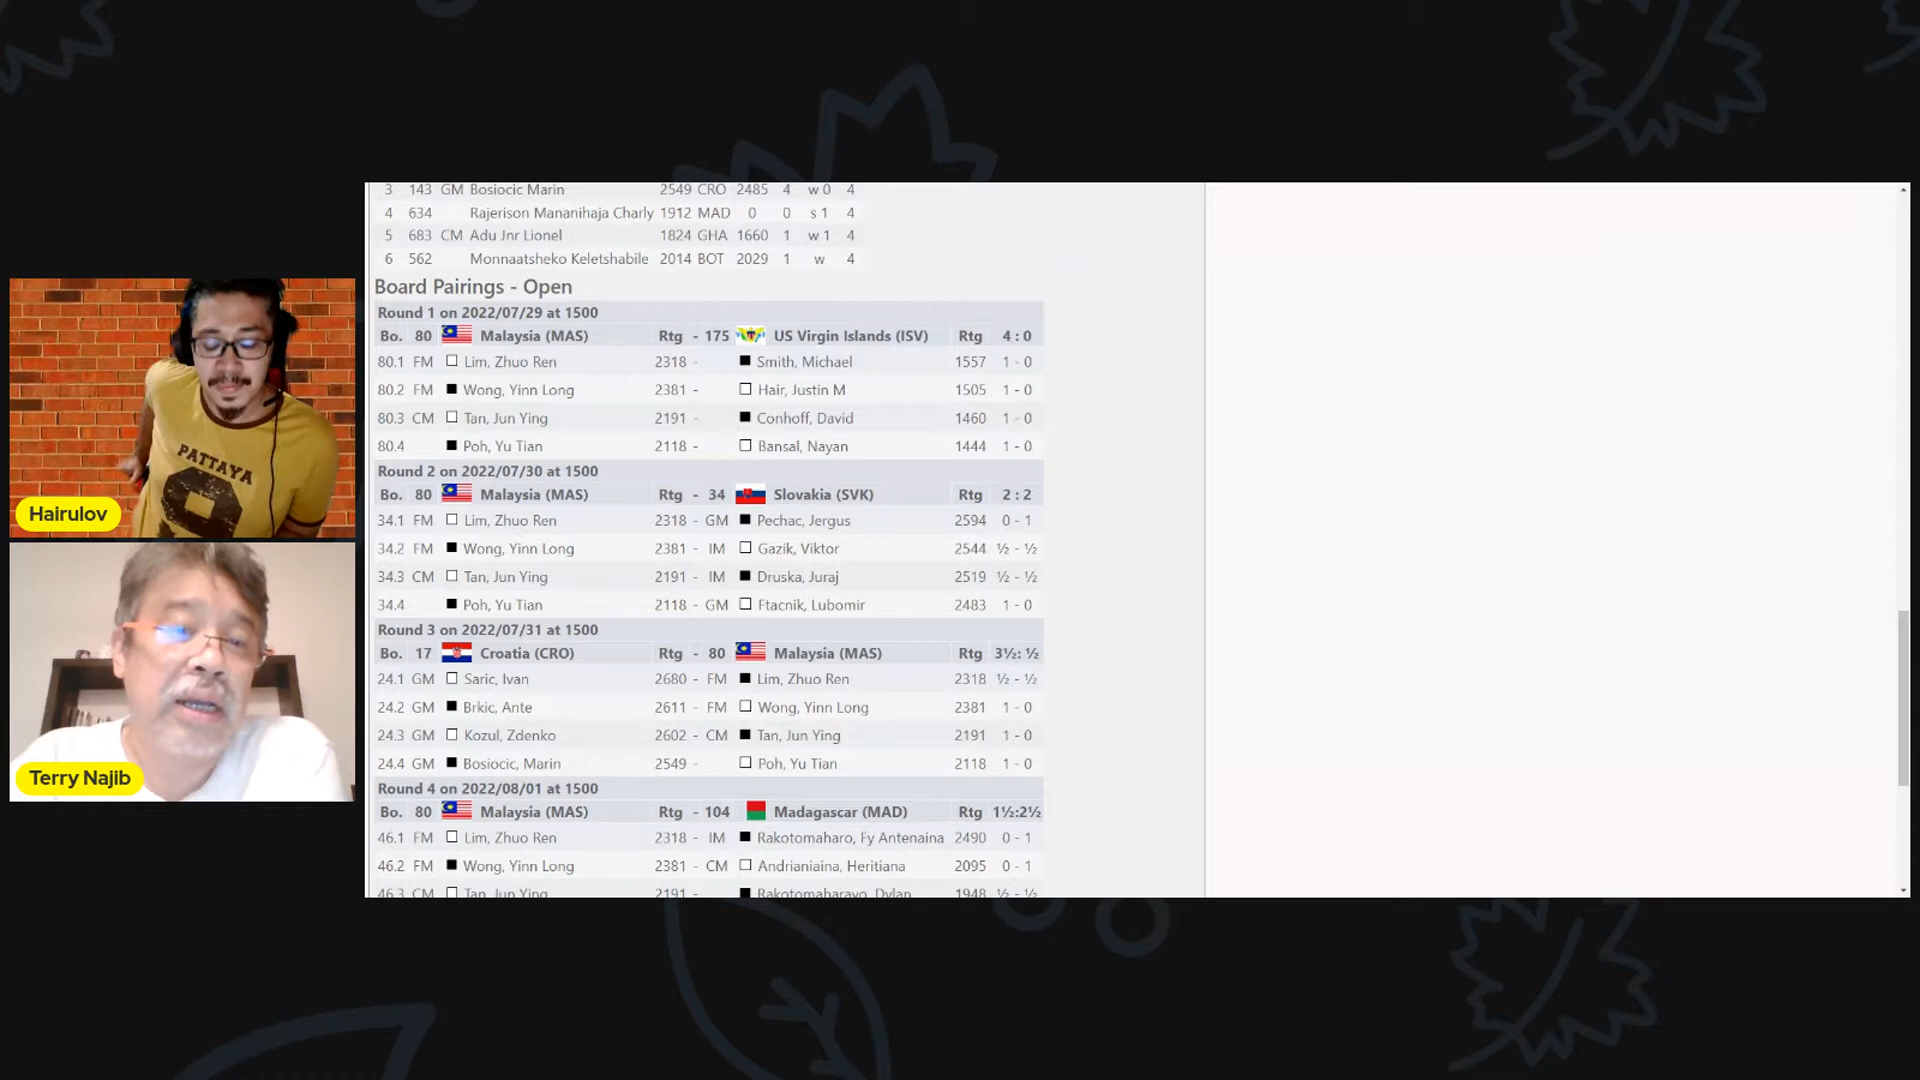 3 143 GM Bosiocic Marin 2549 CRO 2485 4 w 0 4
4 634 Rajerison Mananihaja Charly 1912 MAD 0 0 s 1 4
5 683 CM Adu Jnr Lionel 1824 GHA 1660 1 w 1 4
6 562 Monnaatsheko Keletshabile 2014 BOT 2029 1 w 4
Board Pairings - Open
Round 1 on 2022/07/29 at 1500
Bo. 80 Malaysia (MAS) Rtg - 175 US Virgin Islands (ISV) Rtg 4 : 0
80.1 FM Lim, Zhuo Ren 2318 - Smith, Michael 1557 1 - 0
80.2 FM Wong, Yinn Long 2381 - Hair, Justin M 1505 1 - 0
80.3 CM Tan, Jun Ying 2191 - Conhoff, David 1460 1 - 0
80.4 Poh, Yu Tian 2118 - Bansal, Nayan 1444 1 - 0
Round 2 on 2022/07/30 at 1500
Bo. 80 Malaysia (MAS) Rtg - 34 Slovakia (SVK) Rtg 2 : 2
34.1 FM Lim, Zhuo Ren 2318 - GM Pechac, Jergus 2594 0 - 1
34.2 FM Wong, Yinn Long 2381 - IM Gazik, Viktor 2544 ½ - ½
34.3 CM Tan, Jun Ying 2191 - IM Druska, Juraj 2519 ½ - ½
34.4 Poh, Yu Tian 2118 - GM Ftacnik, Lubomir 2483 1 - 0
Round 3 on 2022/07/31 at 1500
Bo. 17 Croatia (CRO) Rtg - 80 Malaysia (MAS) Rtg 3½: ½
24.1 GM Saric, Ivan 2680 - FM Lim, Zhuo Ren 2318 ½ - ½
24.2 GM Brkic, Ante 2611 - FM Wong, Yinn Long 2381 1 - 0
24.3 GM Kozul, Zdenko 2602 - CM Tan, Jun Ying 2191 1 - 0
24.4 GM Bosiocic, Marin 2549 - Poh, Yu Tian 2118 1 - 0
Round 4 on 2022/08/01 at 1500
Bo. 80 Malaysia (MAS) Rtg - 104 Madagascar (MAD) Rtg 1½:2½
46.1 FM Lim, Zhuo Ren 2318 - IM Rakotomaharo, Fy Antenaina 2490 0 - 1
46.2 FM Wong, Yinn Long 2381 - CM Andrianiaina, Heritiana 2095 0 - 1
46.3 CM Tan, Jun Ying 2191 - Rakotomaharavo, Dylan 1948 ½ - ½
PATTAYA
9
Hairulov
Terry Najib